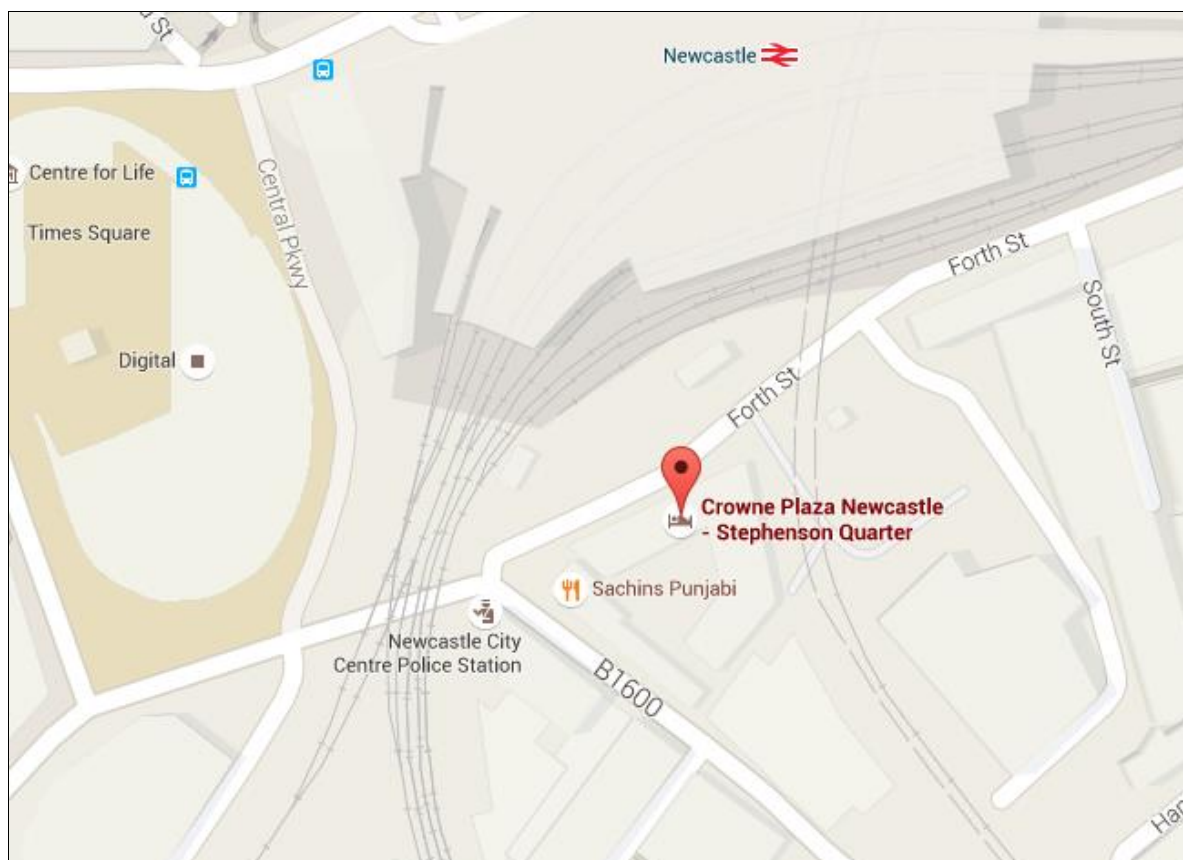 Newcastle
Centre for Life
Central Pkwy
Times Square
Forth St
South St
Digital
Forth St
Crowne Plaza Newcastle
- Stephenson Quarter
Sachins Punjabi
Newcastle City
Centre Police Station
B1600